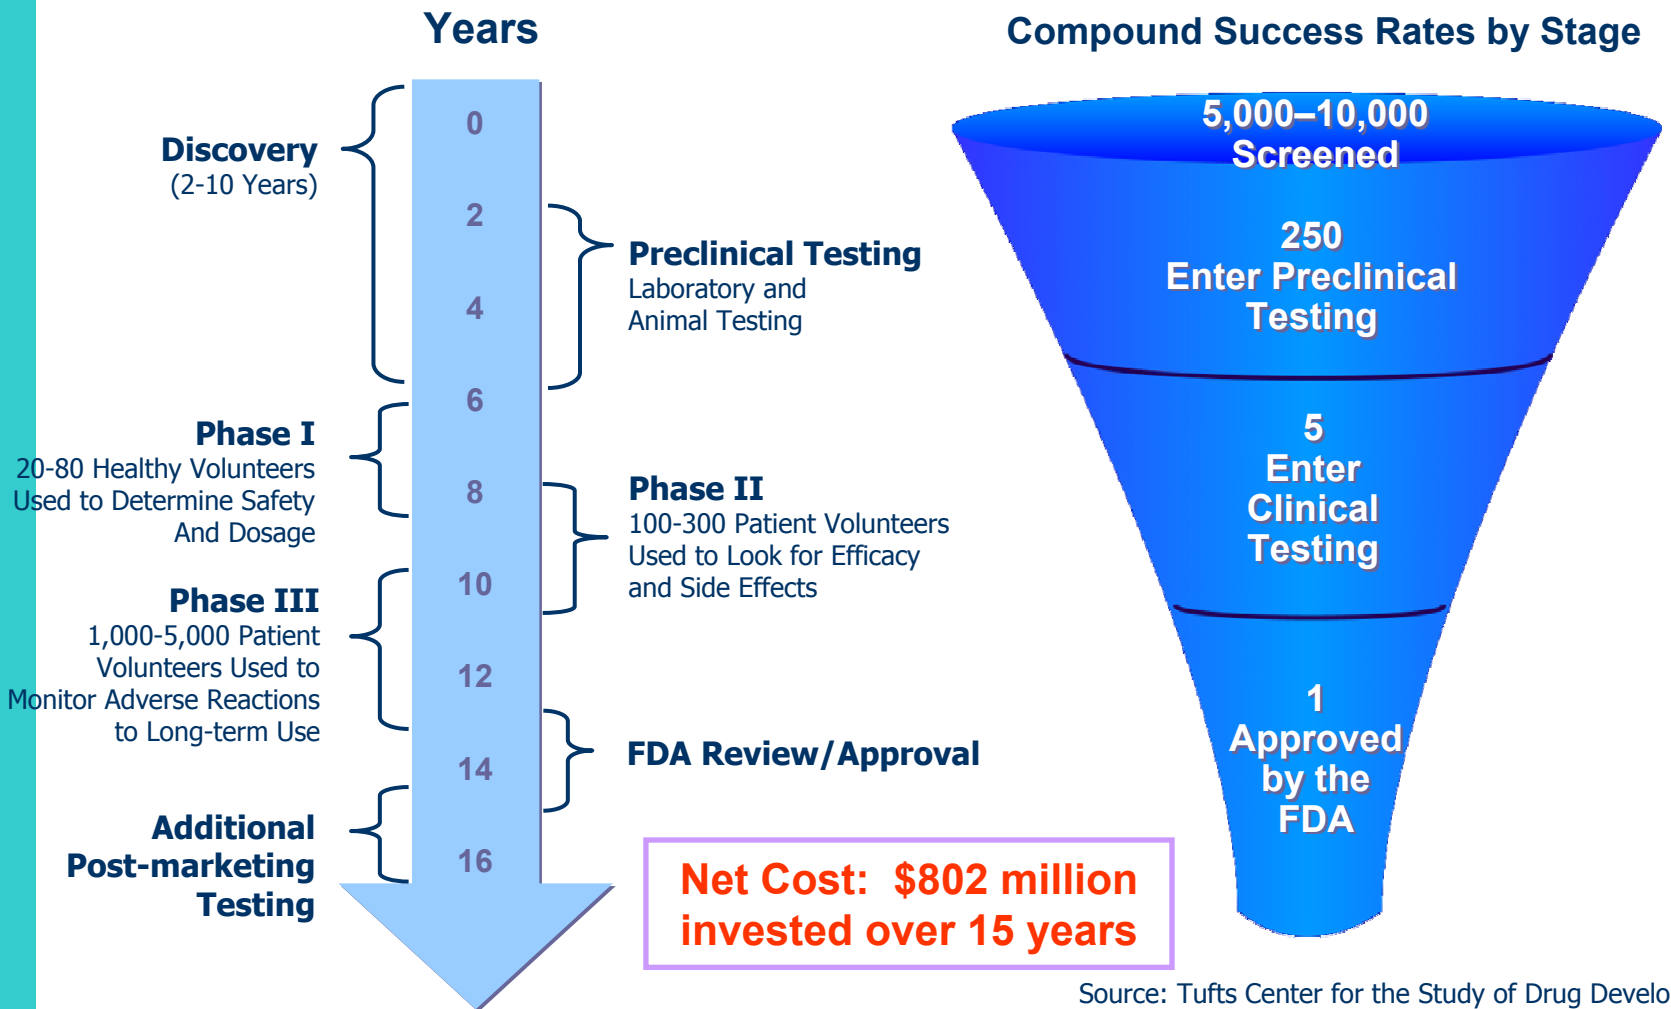 Years
Compound Success Rates by Stage
0
2
4
6
8
10
12
14
16
Discovery
(2-10 Years)
Preclinical Testing
Laboratory and
Animal Testing
Phase I
20-80 Healthy Volunteers
Used to Determine Safety
And Dosage
Phase II
100-300 Patient Volunteers
Used to Look for Efficacy
and Side Effects
Phase III
1,000-5,000 Patient
Volunteers Used to
Monitor Adverse Reactions
to Long-term Use
FDA Review/Approval
Additional
Post-marketing
Testing
5,000–10,000
Screened
250
Enter Preclinical
Testing
5
Enter
Clinical
Testing
1
Approved
by the
FDA
Net Cost: $802 million
invested over 15 years
Source: Tufts Center for the Study of Drug Develo